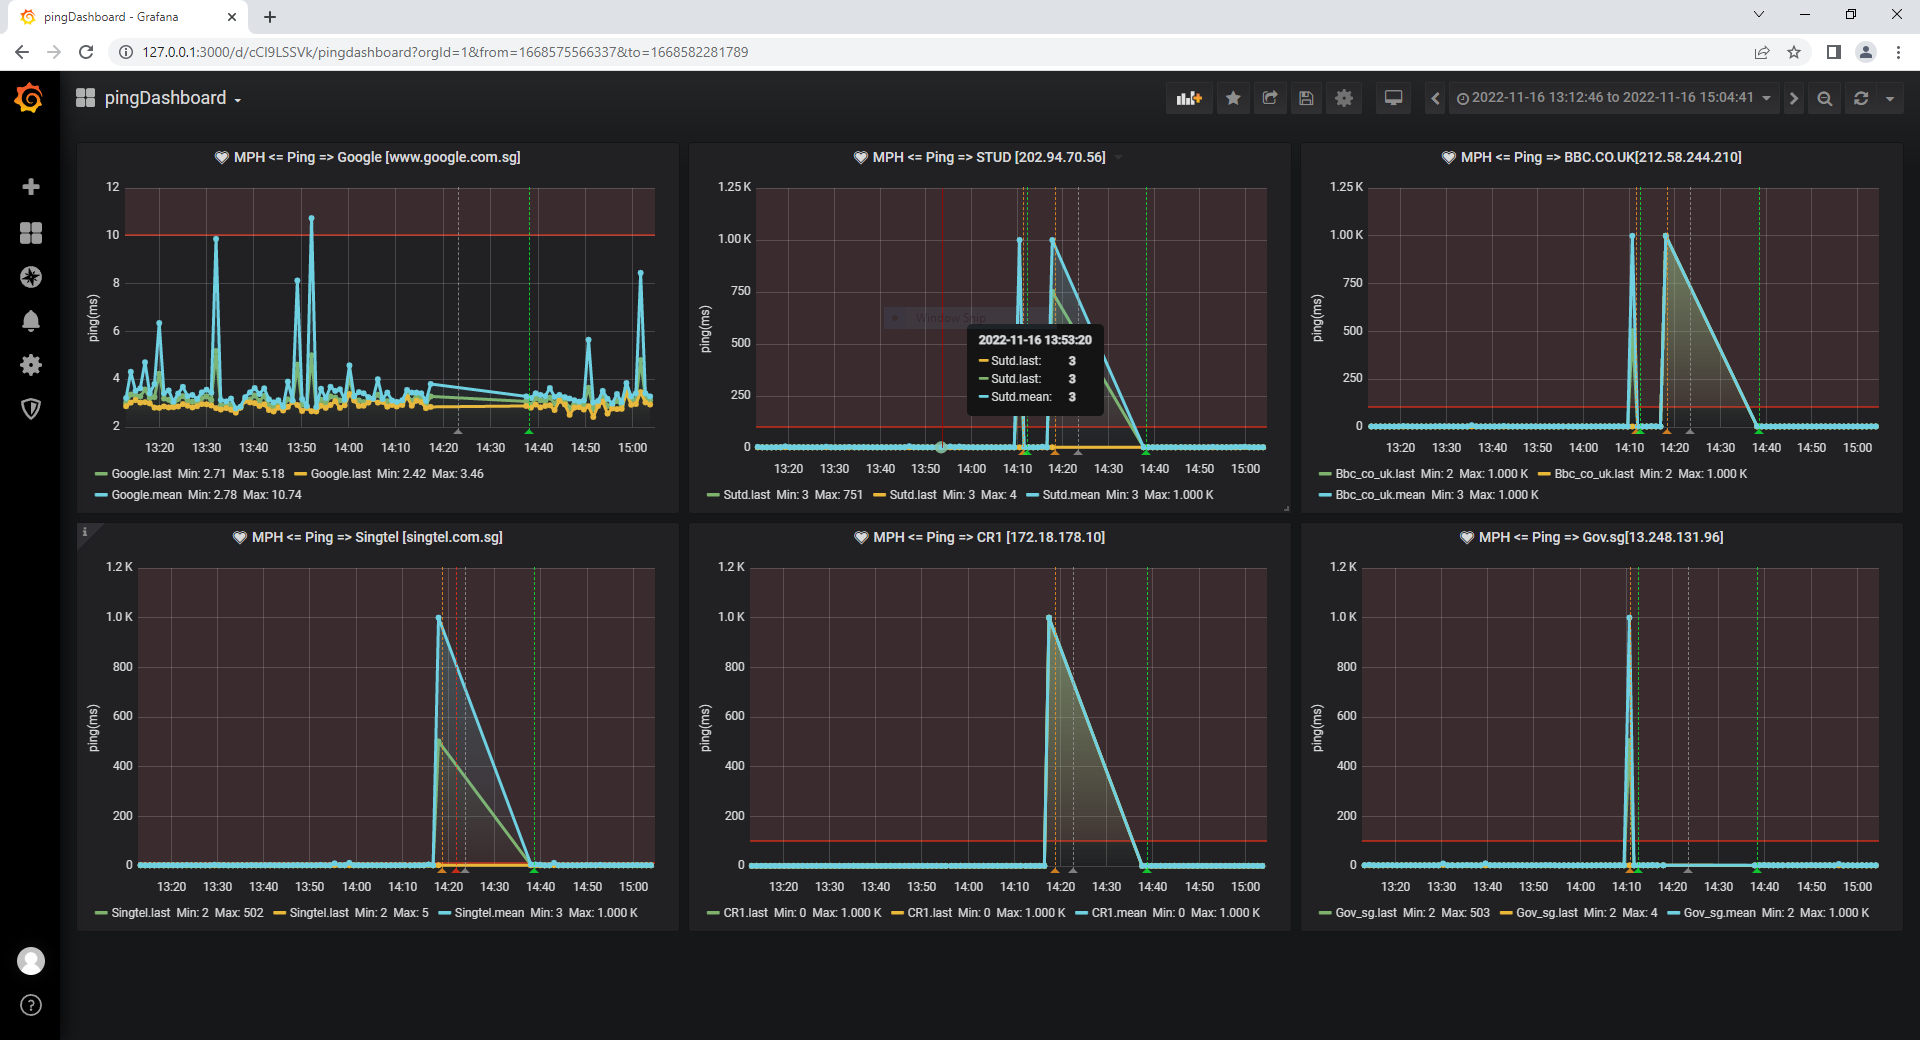 pingDashboard - Grafana
127.0.0.1:3000/d/cCI9LSSVk/pingdashboard?orgId=1&from=1668575566337&to=1668582281789
pingDashboard
2022-11-16 13:12:46 to 2022-11-16 15:04:41
MPH <= Ping => Google [www.google.com.sg]
ping(ms)
12
10
8
6
4
2
13:20 13:30 13:40 13:50 14:00 14:10 14:20 14:30 14:40 14:50 15:00
Google.last Min: 2.71 Max: 5.18 Google.last Min: 2.42 Max: 3.46
Google.mean Min: 2.78 Max: 10.74
MPH <= Ping => STUD [202.94.70.56]
ping(ms)
1.25 K
1.00 K
750
500
250
0
Window Snip
2022-11-16 13:53:20
Sutd.last: 3
Sutd.last: 3
Sutd.mean: 3
13:20 13:30 13:40 13:50 14:00 14:10 14:20 14:30 14:40 14:50 15:00
Sutd.last Min: 3 Max: 751 Sutd.last Min: 3 Max: 4 Sutd.mean Min: 3 Max: 1.000 K
MPH <= Ping => BBC.CO.UK[212.58.244.210]
ping(ms)
1.25 K
1.00 K
750
500
250
0
13:20 13:30 13:40 13:50 14:00 14:10 14:20 14:30 14:40 14:50 15:00
Bbc_co_uk.last Min: 2 Max: 1.000 K Bbc_co_uk.last Min: 2 Max: 1.000 K
Bbc_co_uk.mean Min: 3 Max: 1.000 K
i
MPH <= Ping => Singtel [singtel.com.sg]
ping(ms)
1.2 K
1.0 K
800
600
400
200
0
13:20 13:30 13:40 13:50 14:00 14:10 14:20 14:30 14:40 14:50 15:00
Singtel.last Min: 2 Max: 502 Singtel.last Min: 2 Max: 5 Singtel.mean Min: 3 Max: 1.000 K
MPH <= Ping => CR1 [172.18.178.10]
ping(ms)
1.2 K
1.0 K
800
600
400
200
0
13:20 13:30 13:40 13:50 14:00 14:10 14:20 14:30 14:40 14:50 15:00
CR1.last Min: 0 Max: 1.000 K CR1.last Min: 0 Max: 1.000 K CR1.mean Min: 0 Max: 1.000 K
MPH <= Ping => Gov.sg[13.248.131.96]
ping(ms)
1.2 K
1.0 K
800
600
400
200
0
13:20 13:30 13:40 13:50 14:00 14:10 14:20 14:30 14:40 14:50 15:00
Gov_sg.last Min: 2 Max: 503 Gov_sg.last Min: 2 Max: 4 Gov_sg.mean Min: 2 Max: 1.000 K